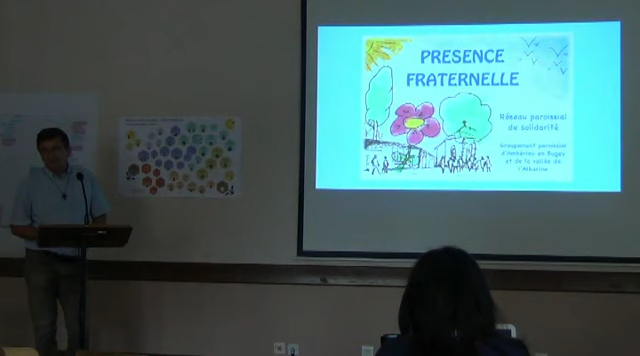 PRESENCE
FRATERNELLE
Réseau paroissial
de solidarité
Groupement paroissial
d'Ambérieu en Bugey
et de la vallée de
l'Albarine